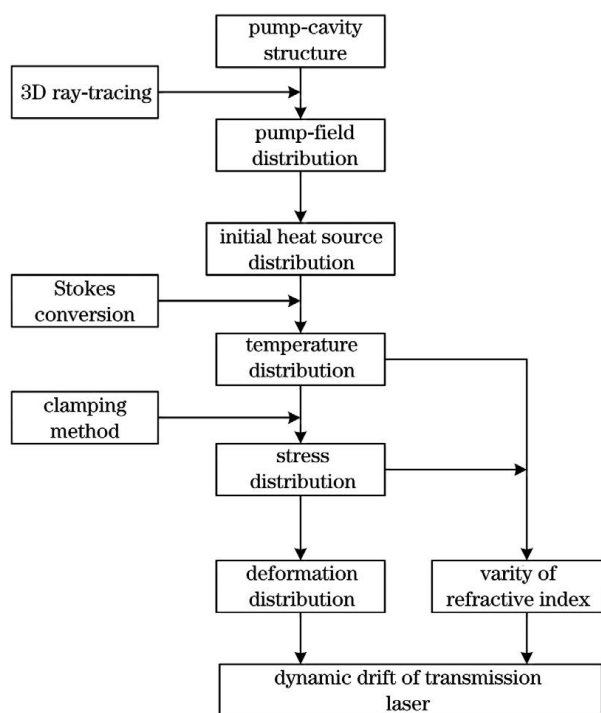 pump-cavity
structure
3D ray-tracing
pump-field
distribution
initial heat source
distribution
Stokes
conversion
temperature
distribution
clamping
method
stress
distribution
deformation
distribution
varity of
refractive index
dynamic drift of transmission
laser